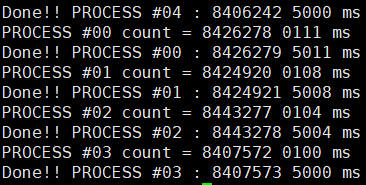 Done!! PROCESS #04 : 8406242 5000 ms
PROCESS #00 count = 8426278 0111 ms
Done!! PROCESS #00 : 8426279 5011 ms
PROCESS #01 count = 8424920 0108 ms
Done!! PROCESS #01 : 8424921 5008 ms
PROCESS #02 count = 8443277 0104 ms
Done!! PROCESS #02 : 8443278 5004 ms
PROCESS #03 count = 8407572 0100 ms
Done!! PROCESS #03 : 8407573 5000 ms